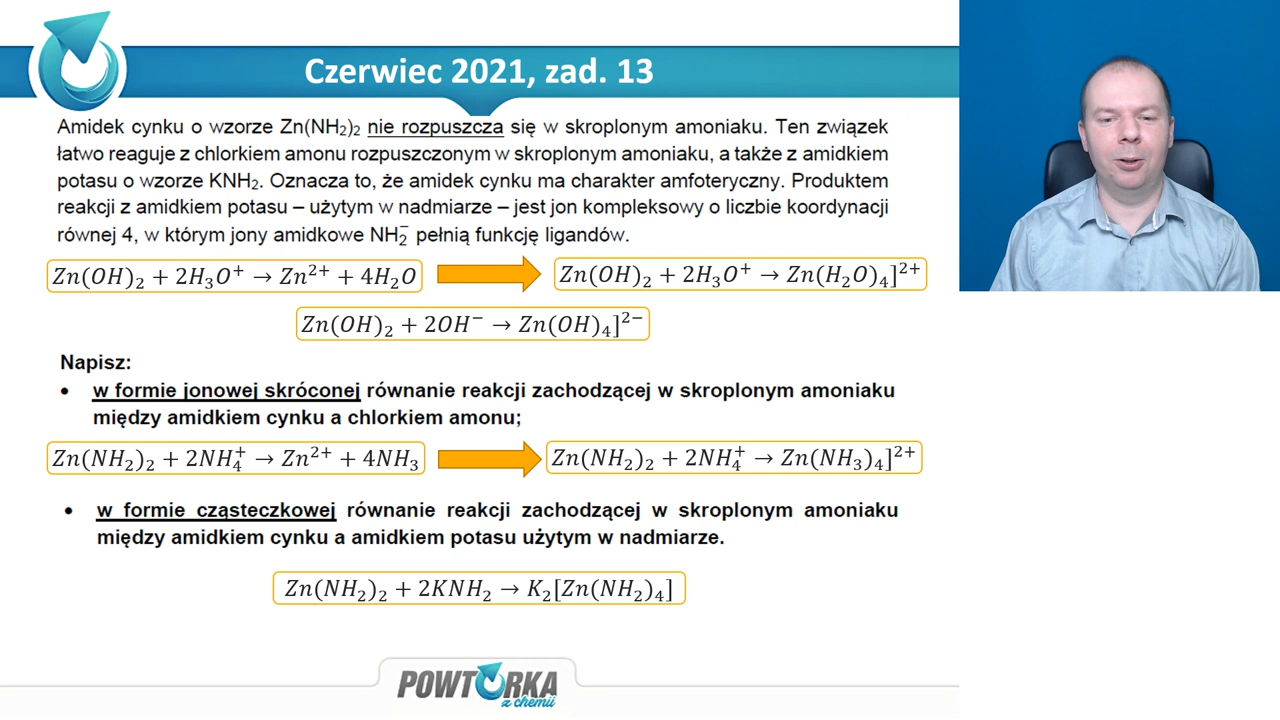 Czerwiec 2021, zad. 13
Amidek cynku o wzorze Zn(NH₂)₂ nie rozpuszcza się w skroplonym amoniaku. Ten związek
łatwo reaguje z chlorkiem amonu rozpuszczonym w skroplonym amoniaku, a także z amidkiem
potasu o wzorze KNH₂. Oznacza to, że amidek cynku ma charakter amfoteryczny. Produktem
reakcji z amidkiem potasu – użytym w nadmiarze – jest jon kompleksowy o liczbie koordynacji
równej 4, w którym jony amidkowe NH₂⁻ pełnią funkcję ligandów.
Zn(OH)₂ + 2H₃O⁺ → Zn²⁺ + 4H₂O
Zn(OH)₂ + 2H₃O⁺ → Zn(H₂O)₄]²⁺
Zn(OH)₂ + 2OH⁻ → Zn(OH)₄]²⁻
Napisz:
• w formie jonowej skróconej równanie reakcji zachodzącej w skroplonym amoniaku
między amidkiem cynku a chlorkiem amonu;
Zn(NH₂)₂ + 2NH₄⁺ → Zn²⁺ + 4NH₃
Zn(NH₂)₂ + 2NH₄⁺ → Zn(NH₃)₄]²⁺
• w formie cząsteczkowej równanie reakcji zachodzącej w skroplonym amoniaku
między amidkiem cynku a amidkiem potasu użytym w nadmiarze.
Zn(NH₂)₂ + 2KNH₂ → K₂[Zn(NH₂)₄]
POWTÓRKA
z chemii